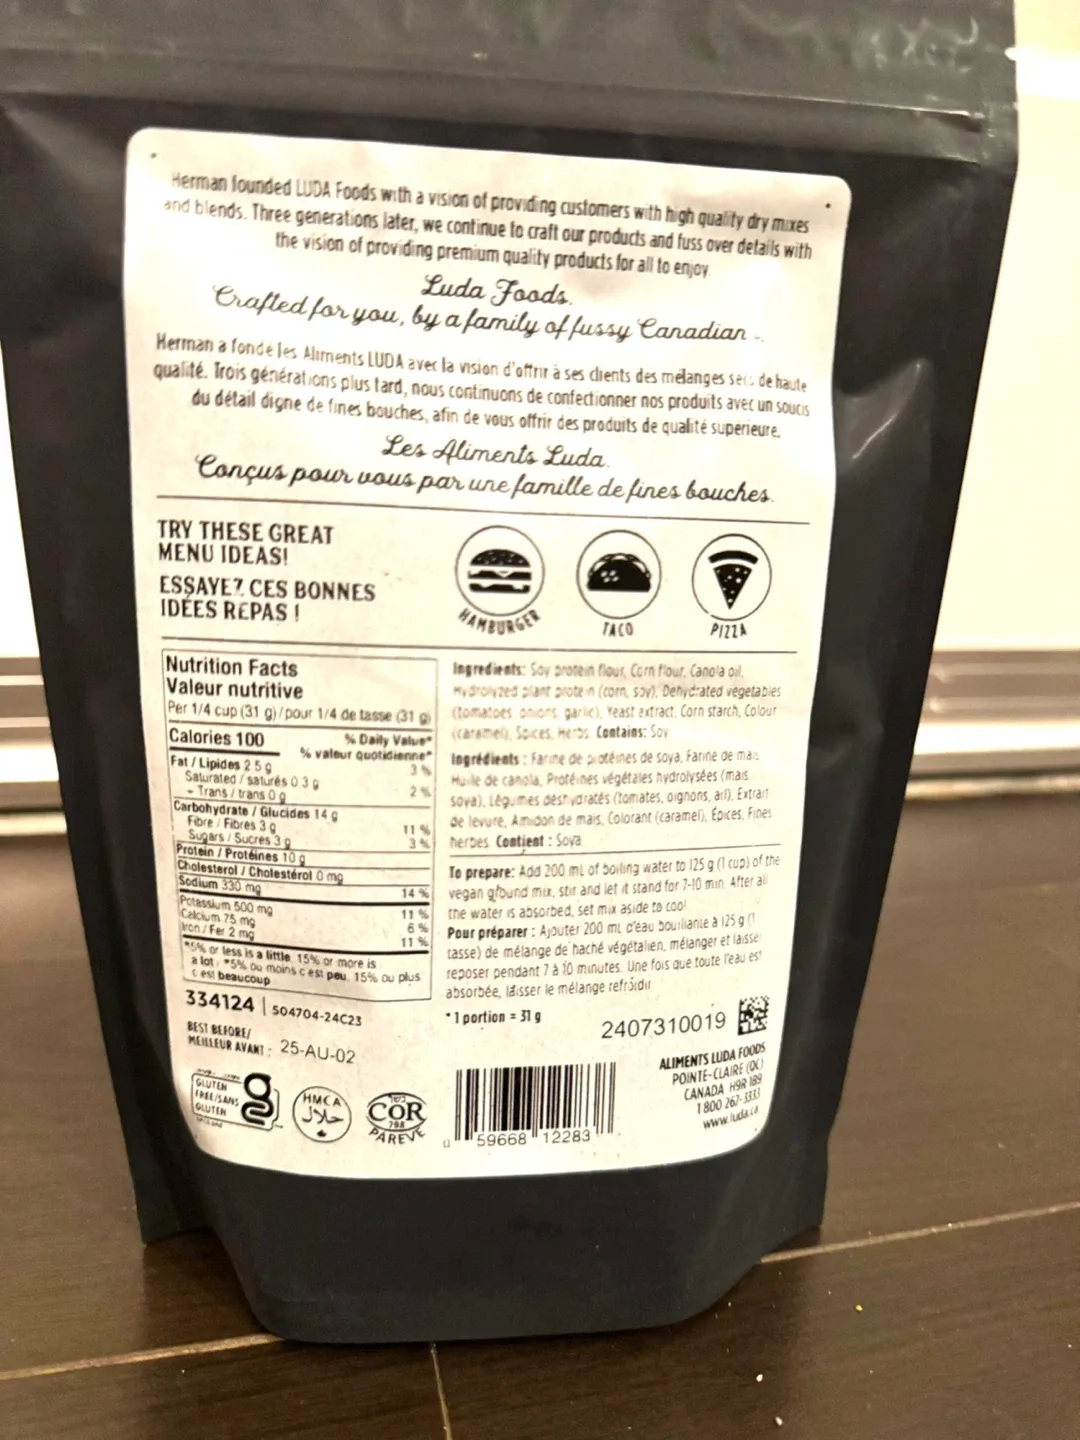 Herman founded LUDA Foods with a vision of providing customers with high quality dry mixes
and blends. Three generations later, we continue to craft our products and fuss over details with
the vision of providing premium quality products for all to enjoy
Luda Foods.
Crafted for you, by a family of fussy Canadian
Herman a fondé les Aliments LUDA avec la vision d'offrir à ses clients des mélanges secs de haute
qualité. Trois générations plus tard, nous continuons de confectionner nos produits avec un soucis
du détail digne de fines bouches, afin de vous offrir des produits de qualité superieure.
Les Aliments Luda.
Conçus pour vous par une famille de fines bouches.
TRY THESE GREAT
MENU IDEAS!
ESSAYEZ CES BONNES
IDÉES REPAS !
HAMBURGER
TACO
PIZZA
Nutrition Facts
Valeur nutritive
Per 1/4 cup (31 g)/pour 1/4 de tasse (31 g)
Calories 100
% Daily Value*
% valeur quotidienne*
Fat / Lipides 2.5 g 3 %
Saturated / saturés 0.3 g
+ Trans / trans 0 g 2 %
Carbohydrate / Glucides 14 g
Fibre / Fibres 3 g 11 %
Sugars / Sucres 3 g 3 %
Protein / Protéines 10 g
Cholesterol / Cholestérol 0 mg
Sodium 330 mg 14 %
Potassium 500 mg 11 %
Calcium 75 mg 6 %
Iron / Fer 2 mg 11 %
*5% or less is a little, 15% or more is
a lot / *5% ou moins c'est peu, 15% ou plus
c'est beaucoup
Ingredients: Soy protein flour, Corn flour, Canola oil,
Hydrolyzed plant protein (corn, soy), Dehydrated vegetables
(tomatoes, onions, garlic), Yeast extract, Corn starch, Colour
(caramel), Spices, Herbs. Contains: Soy
Ingrédients : Farine de protéines de soya, Farine de maïs
Huile de canola, Protéines végétales hydrolysées (maïs
soya), Légumes déshydratés (tomates, oignons, ail), Extrait
de levure, Amidon de maïs, Colorant (caramel), Épices, Fines
herbes Contient : Soya
To prepare: Add 200 mL of boiling water to 125 g (1 cup) of the
vegan ground mix, stir and let it stand for 7-10 min. After all
the water is absorbed, set mix aside to cool
Pour préparer : Ajouter 200 mL d'eau bouillante à 125 g (1
tasse) de mélange de haché végétalien, mélanger et laisser
reposer pendant 7 à 10 minutes. Une fois que toute l'eau est
absorbée, laisser le mélange refroidir
*1 portion = 31 g
334124 | 504704-24C23
BEST BEFORE/
MEILLEUR AVANT : 25-AU-02
2407310019
ALIMENTS LUDA FOODS
POINTE-CLAIRE (QC)
CANADA H9R 1B9
1 800 267-3333
www.luda.ca
GLUTEN
FREE/SANS
GLUTEN
HMCA
حلال
כשר
COR
798
PAREVE
0 59668 12283